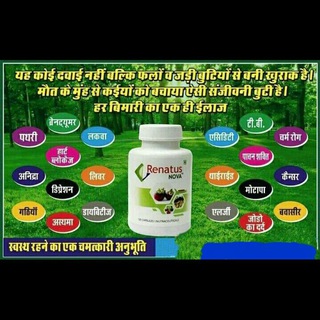 यह कोई दवाई नहीं बल्कि फलों व जड़ी बुटियों से बनी खुराक है।
मौत के मुंह से कईयों को बचाया ऐसी संजीवनी बुटी है।
हर बिमारी का एक ही ईलाज
ब्रेनट्यूमर
पथरी
लकवा
हार्ट ब्लोकेज
अनिद्रा
लिवर
डिप्रेशन
गठियाँ
डायबिटीज
अस्थमा
Renatus
NOVA
टी.बी.
एसिडिटी
चर्म रोग
पाचन शक्ति
थाईराईड
कैन्सर
मोटापा
एलर्जी
बवासीर
जोड़ो का दर्द
स्वस्थ रहने का एक चमत्कारी अनुभूति